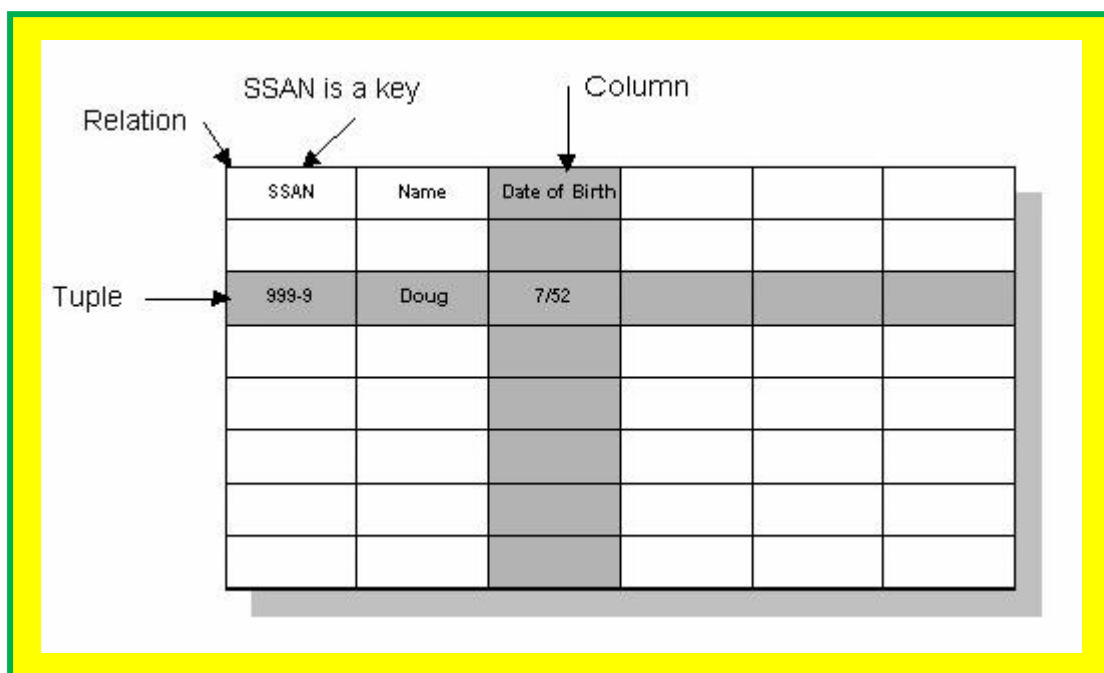 SSAN is a key
Column
Relation
SSAN Name Date of Birth
Tuple
999-9 Doug 7/52